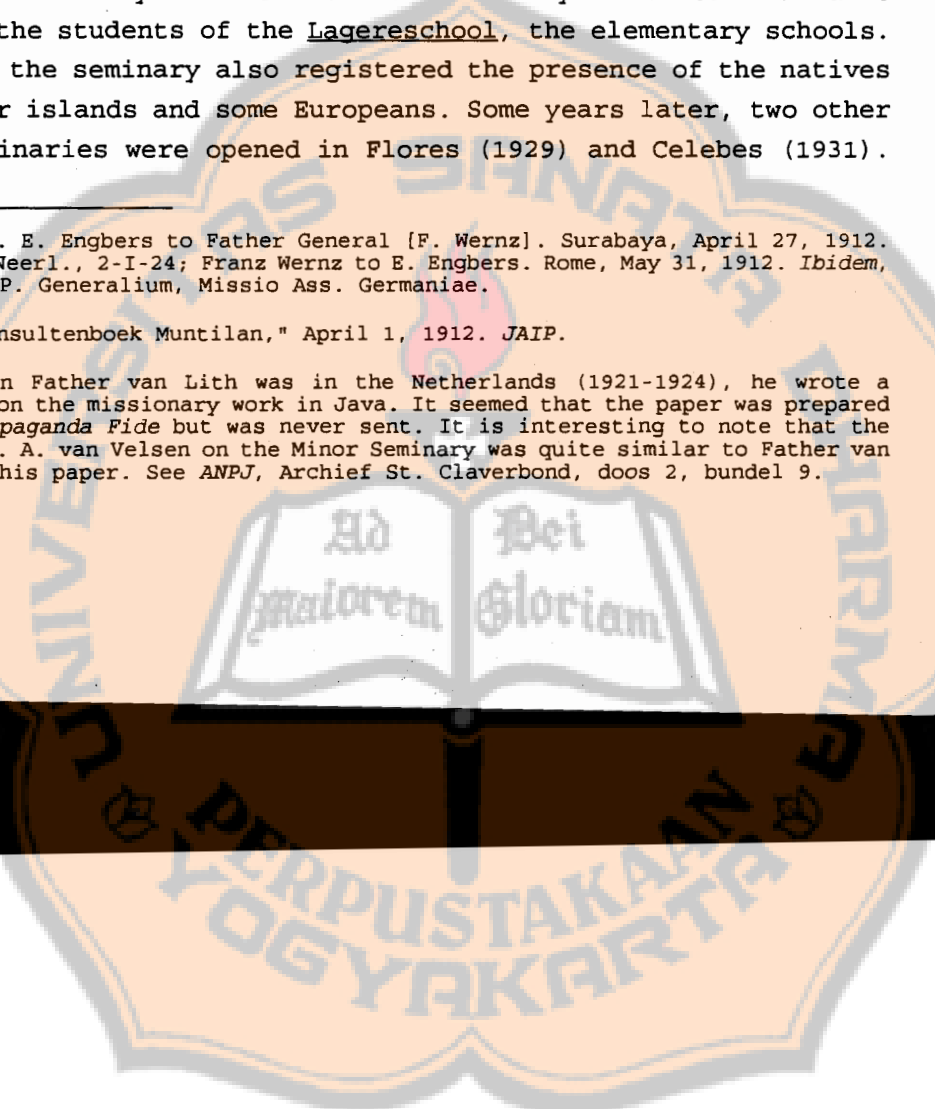 the students of the Lagereschool, the elementary schools.
the seminary also registered the presence of the natives
islands and some Europeans. Some years later, two other
were opened in Flores (1929) and Celebes (1931).
E. Engbers to Father General [F. Wernz]. Surabaya, April 27, 1912.
Neerl., 2-I-24; Franz Wernz to E. Engbers. Rome, May 31, 1912. Ibidem,
P. Generalium, Missio Ass. Germaniae.
Muntilan," April 1, 1912. JAIP.
Father van Lith was in the Netherlands (1921-1924), he wrote a
on the missionary work in Java. It seemed that the paper was prepared
Fide but was never sent. It is interesting to note that the
A. van Velsen on the Minor Seminary was quite similar to Father van
his paper. See ANPJ, Archief St. Claverbond, doos 2, bundel 9.
UNIVERSITAS SANATA DHARMA
Ad Dei
maiorem Gloriam
PERPUSTAKAAN
YOGYAKARTA